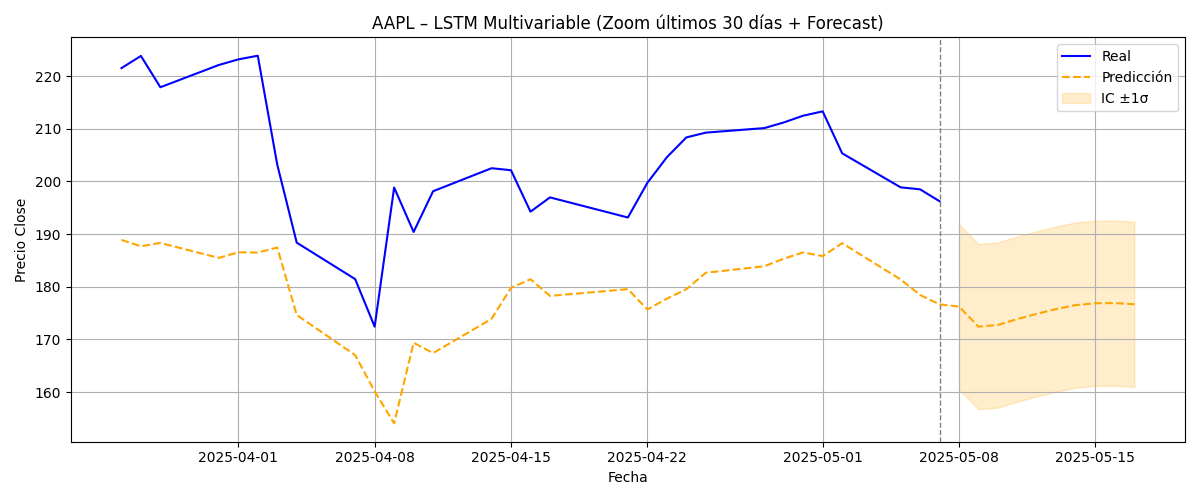 AAPL – LSTM Multivariable (Zoom últimos 30 días + Forecast)
Real
Predicción
IC ±1σ
Precio Close
220
210
200
190
180
170
160
2025-04-01
2025-04-08
2025-04-15
2025-04-22
2025-05-01
2025-05-08
2025-05-15
Fecha